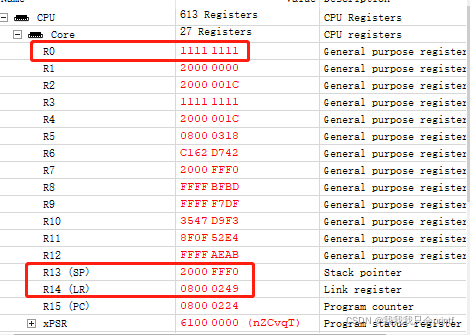 Value Description
CPU 613 Registers CPU Registers
Core 27 Registers CPU registers
R0 1111 1111 General purpose register
R1 2000 0000 General purpose register
R2 2000 001C General purpose register
R3 1111 1111 General purpose register
R4 2000 001C General purpose register
R5 0800 0318 General purpose register
R6 C162 D742 General purpose register
R7 2000 FFF0 General purpose register
R8 FFFF BFBD General purpose register
R9 FFFF F7DF General purpose register
R10 3547 D9F3 General purpose register
R11 8F0F 52E4 General purpose register
R12 FFFF AEAB General purpose register
R13 (SP) 2000 FFF0 Stack pointer
R14 (LR) 0800 0249 Link register
R15 (PC) 0800 0224 Program counter
xPSR 6100 0000 (nZCvqT) Program status register